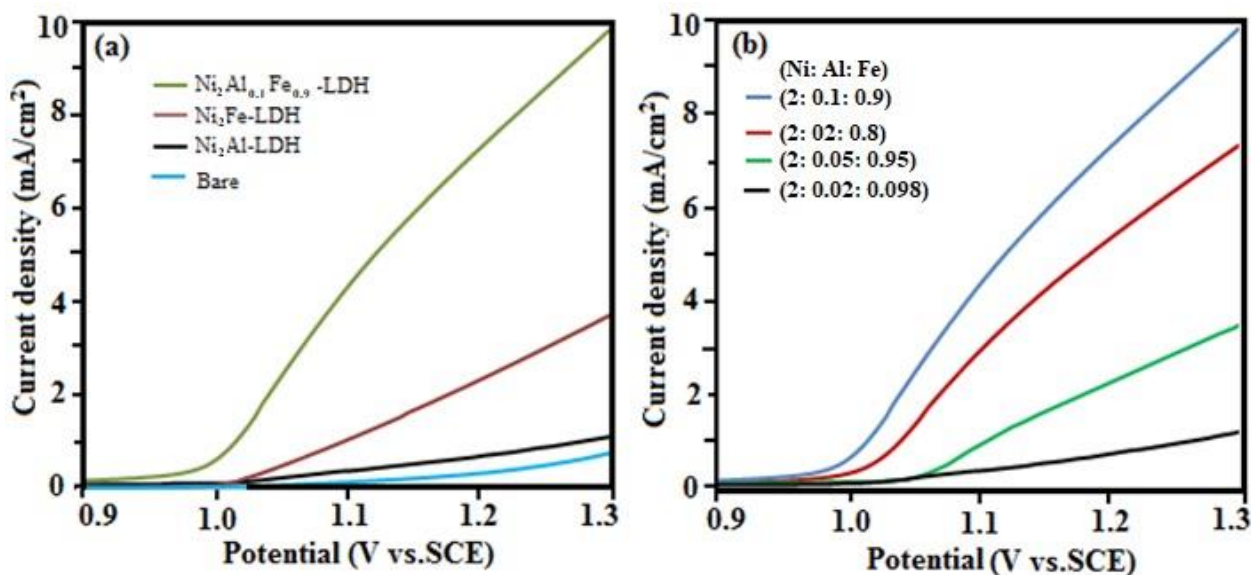 (a)
Ni₂Al₀.₁Fe₀.₉ -LDH
Ni₂Fe-LDH
Ni₂Al-LDH
Bare
Current density (mA/cm²)
10
8
6
4
2
0
0.9 1.0 1.1 1.2 1.3
Potential (V vs.SCE)
(b)
(Ni: Al: Fe)
(2: 0.1: 0.9)
(2: 02: 0.8)
(2: 0.05: 0.95)
(2: 0.02: 0.098)
Current density (mA/cm²)
10
8
6
4
2
0
0.9 1.0 1.1 1.2 1.3
Potential (V vs.SCE)